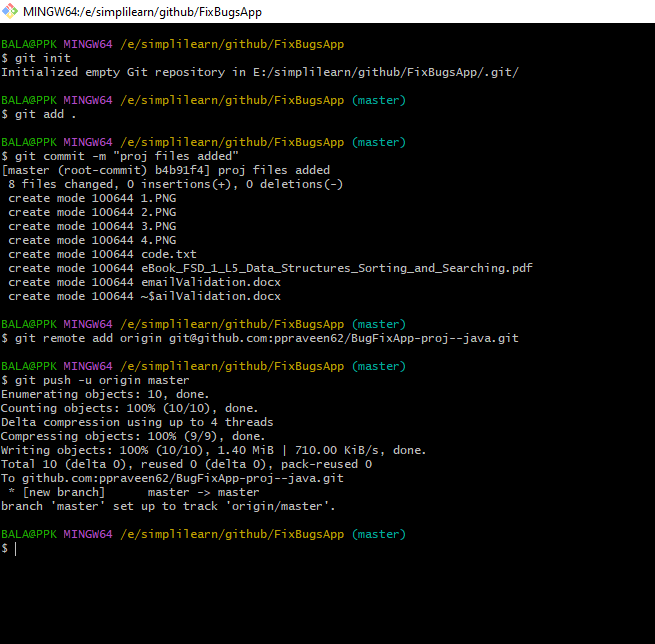 MINGW64:/e/simplilearn/github/FixBugsApp
BALA@PPK MINGW64 /e/simplilearn/github/FixBugsApp
$ git init
Initialized empty Git repository in E:/simplilearn/github/FixBugsApp/.git/
BALA@PPK MINGW64 /e/simplilearn/github/FixBugsApp (master)
$ git add .
BALA@PPK MINGW64 /e/simplilearn/github/FixBugsApp (master)
$ git commit -m "proj files added"
[master (root-commit) b4b91f4] proj files added
 8 files changed, 0 insertions(+), 0 deletions(-)
 create mode 100644 1.PNG
 create mode 100644 2.PNG
 create mode 100644 3.PNG
 create mode 100644 4.PNG
 create mode 100644 code.txt
 create mode 100644 eBook_FSD_1_L5_Data_Structures_Sorting_and_Searching.pdf
 create mode 100644 emailValidation.docx
 create mode 100644 ~$ailValidation.docx
BALA@PPK MINGW64 /e/simplilearn/github/FixBugsApp (master)
$ git remote add origin git@github.com:ppraveen62/BugFixApp-proj--java.git
BALA@PPK MINGW64 /e/simplilearn/github/FixBugsApp (master)
$ git push -u origin master
Enumerating objects: 10, done.
Counting objects: 100% (10/10), done.
Delta compression using up to 4 threads
Compressing objects: 100% (9/9), done.
Writing objects: 100% (10/10), 1.40 MiB | 710.00 KiB/s, done.
Total 10 (delta 0), reused 0 (delta 0), pack-reused 0
To github.com:ppraveen62/BugFixApp-proj--java.git
 * [new branch]      master -> master
branch 'master' set up to track 'origin/master'.
BALA@PPK MINGW64 /e/simplilearn/github/FixBugsApp (master)
$